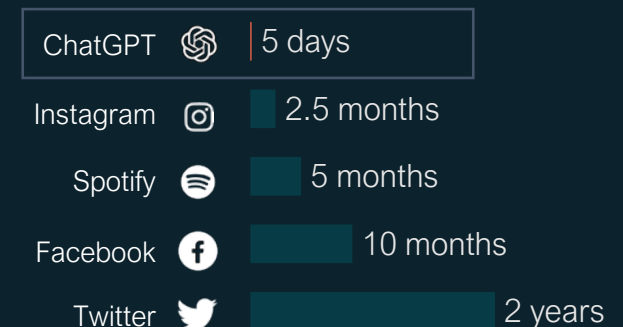 ChatGPT 5 days
Instagram 2.5 months
Spotify 5 months
Facebook 10 months
Twitter 2 years